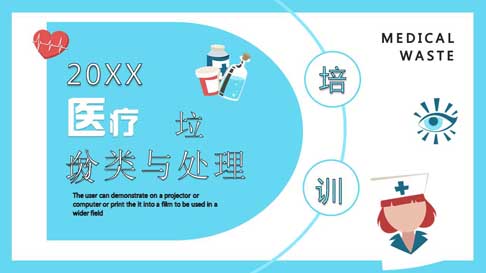 20XX
医疗 垃
分类与处理
The user can demonstrate on a projector or
computer or print the it into a film to be used in a
wider field
培
训
MEDICAL
WASTE